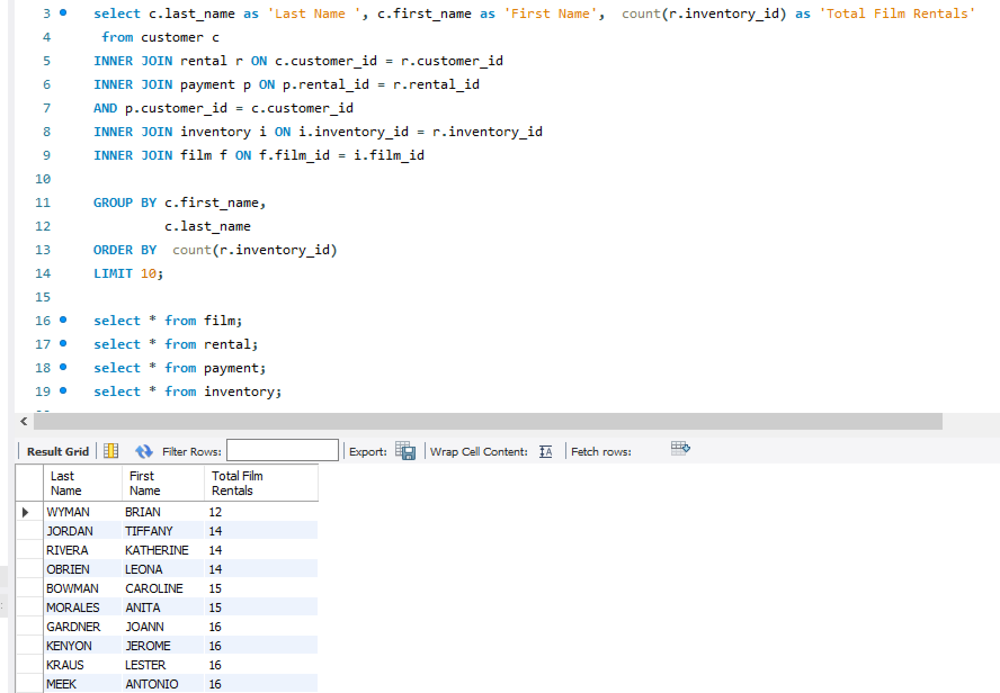 3 select c.last_name as 'Last Name ', c.first_name as 'First Name',  count(r.inventory_id) as 'Total Film Rentals'
4 from customer c
5 INNER JOIN rental r ON c.customer_id = r.customer_id
6 INNER JOIN payment p ON p.rental_id = r.rental_id
7 AND p.customer_id = c.customer_id
8 INNER JOIN inventory i ON i.inventory_id = r.inventory_id
9 INNER JOIN film f ON f.film_id = i.film_id
10
11 GROUP BY c.first_name,
12 c.last_name
13 ORDER BY  count(r.inventory_id)
14 LIMIT 10;
15
16 select * from film;
17 select * from rental;
18 select * from payment;
19 select * from inventory;
Result Grid Filter Rows: Export: Wrap Cell Content: IA Fetch rows:
Last Name First Name Total Film Rentals
WYMAN BRIAN 12
JORDAN TIFFANY 14
RIVERA KATHERINE 14
OBRIEN LEONA 14
BOWMAN CAROLINE 15
MORALES ANITA 15
GARDNER JOANN 16
KENYON JEROME 16
KRAUS LESTER 16
MEEK ANTONIO 16